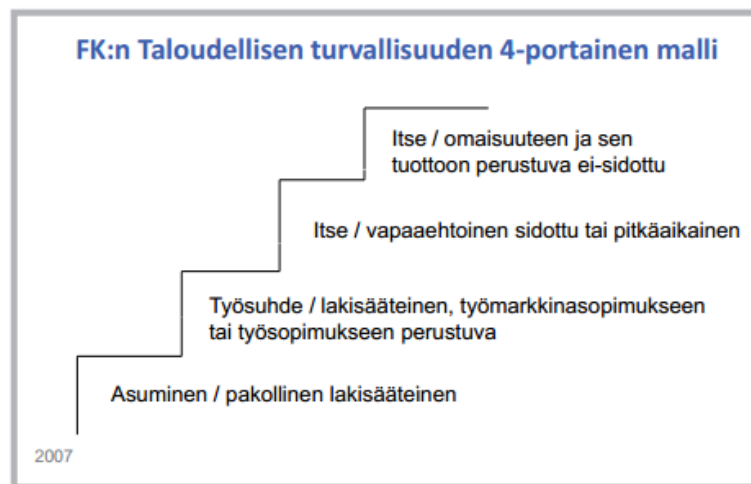 FK:n Taloudellisen turvallisuuden 4-portainen malli
Itse / omaisuuteen ja sen
tuottoon perustuva ei-sidottu
Itse / vapaaehtoinen sidottu tai pitkäaikainen
Työsuhde / lakisääteinen, työmarkkinasopimukseen
tai työsopimukseen perustuva
Asuminen / pakollinen lakisääteinen
2007